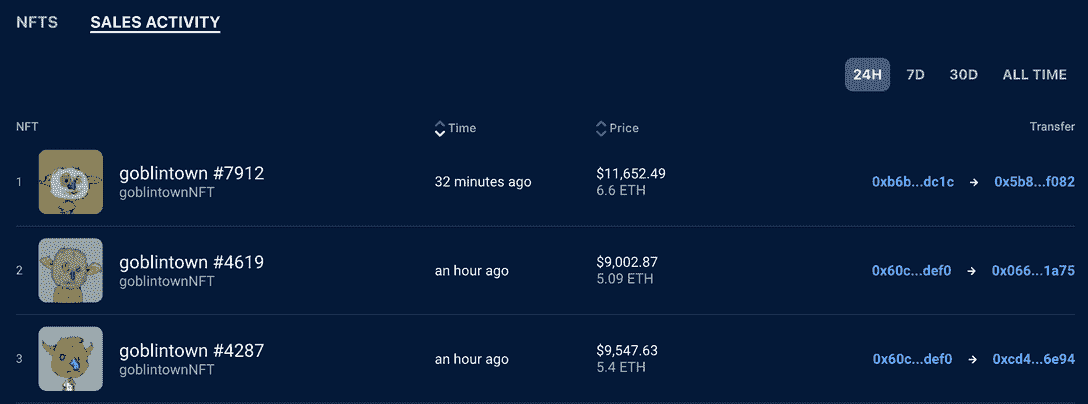 NFTS SALES ACTIVITY
24H 7D 30D ALL TIME
NFT Time Price Transfer
1 goblintown #7912 32 minutes ago $11,652.49 0xb6b...dc1c → 0x5b8...f082
goblintownNFT 6.6 ETH
2 goblintown #4619 an hour ago $9,002.87 0x60c...def0 → 0x066...1a75
goblintownNFT 5.09 ETH
3 goblintown #4287 an hour ago $9,547.63 0x60c...def0 → 0xcd4...6e94
goblintownNFT 5.4 ETH